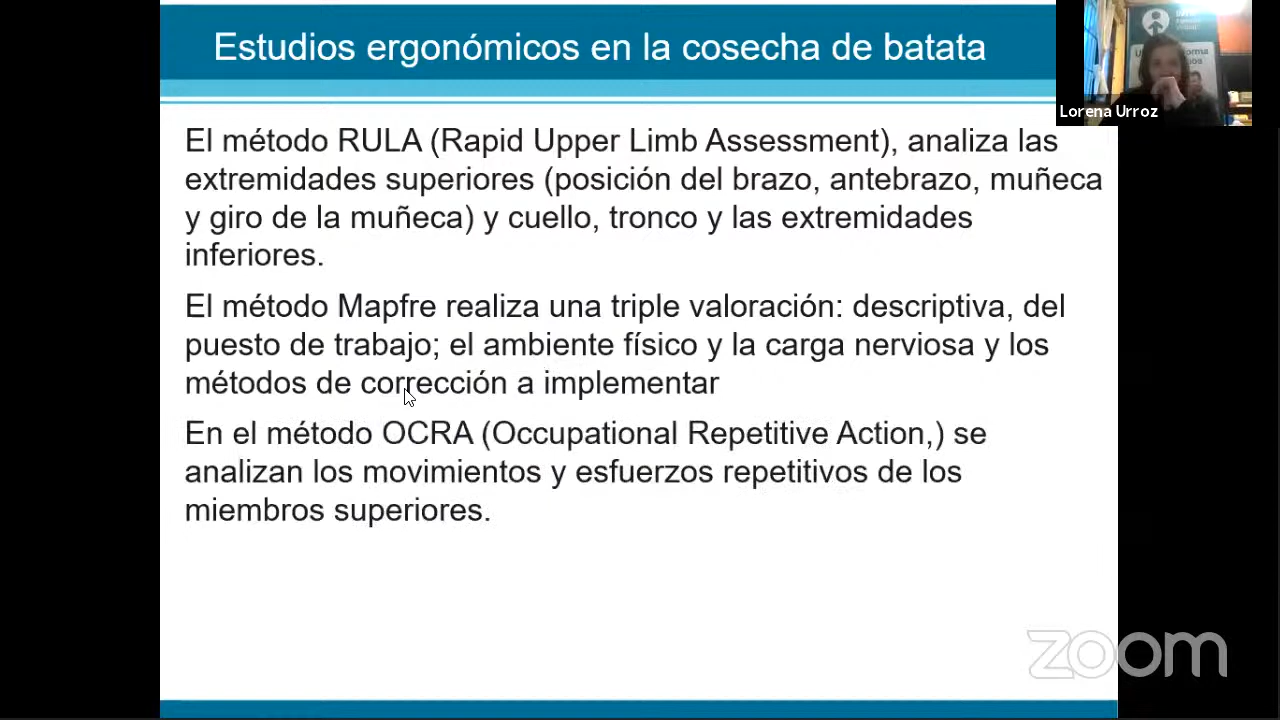 Estudios ergonómicos en la cosecha de batata
Lorena Urroz
El método RULA (Rapid Upper Limb Assessment), analiza las
extremidades superiores (posición del brazo, antebrazo, muñeca
y giro de la muñeca) y cuello, tronco y las extremidades
inferiores.
El método Mapfre realiza una triple valoración: descriptiva, del
puesto de trabajo; el ambiente físico y la carga nerviosa y los
métodos de corrección a implementar
En el método OCRA (Occupational Repetitive Action,) se
analizan los movimientos y esfuerzos repetitivos de los
miembros superiores.
zoom